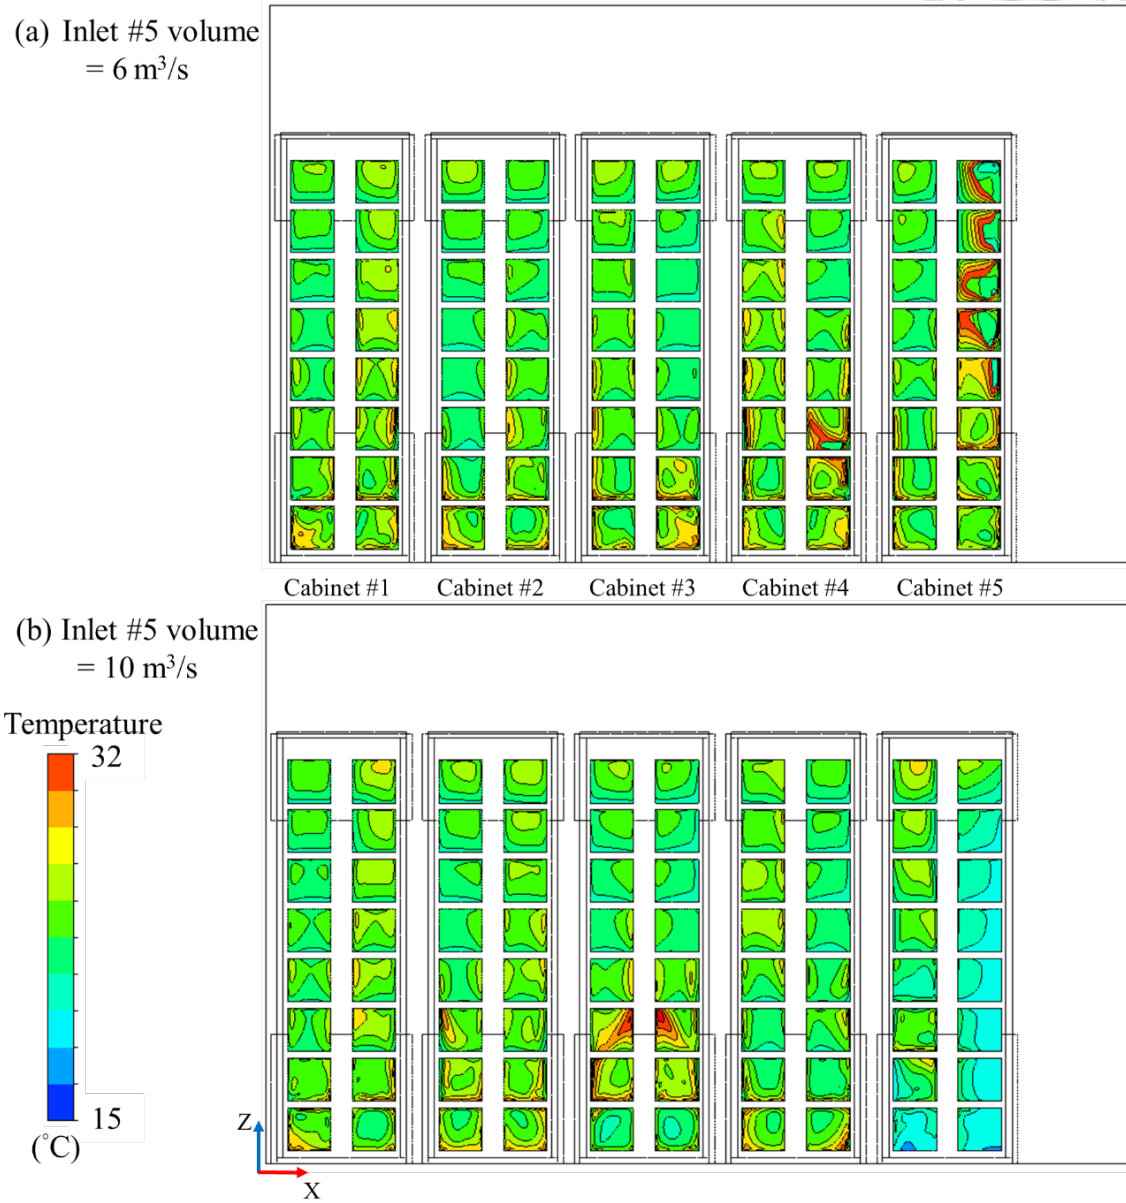 (a) Inlet #5 volume
= 6 m³/s
Cabinet #1 Cabinet #2 Cabinet #3 Cabinet #4 Cabinet #5
(b) Inlet #5 volume
= 10 m³/s
Temperature
32
15
(°C)
Z
X